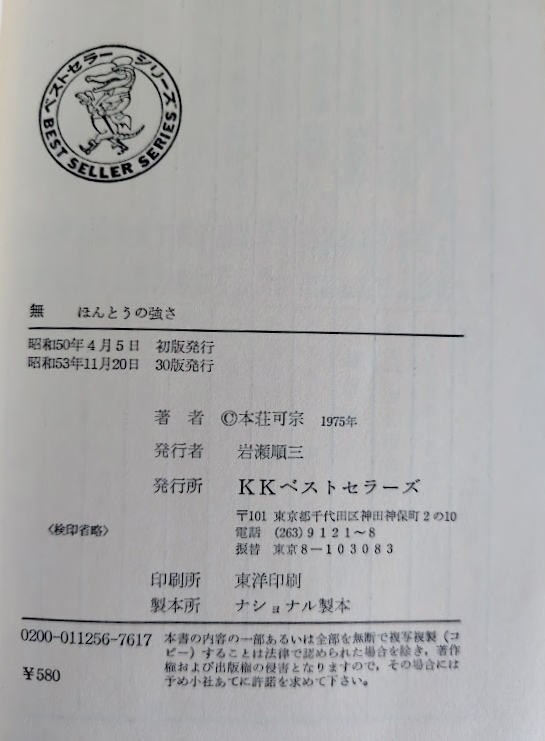 ベストセラーシリーズ
BEST SELLER SERIES
無　ほんとうの強さ
昭和50年4月5日　初版発行
昭和53年11月20日　30版発行
著　者　©本荘可宗　1975年
発行者　岩瀬順三
発行所　KKベストセラーズ
〒101 東京都千代田区神田神保町2の10
〈検印省略〉　電話　(263) 9121～8
振替　東京8－103083
印刷所　東洋印刷
製本所　ナショナル製本
0200-011256-7617　本書の内容の一部あるいは全部を無断で複写複製（コ
ピー）することは法律で認められた場合を除き、著作
¥580　権および出版権の侵害となりますので、その場合には
予め小社あてに許諾を求めて下さい。